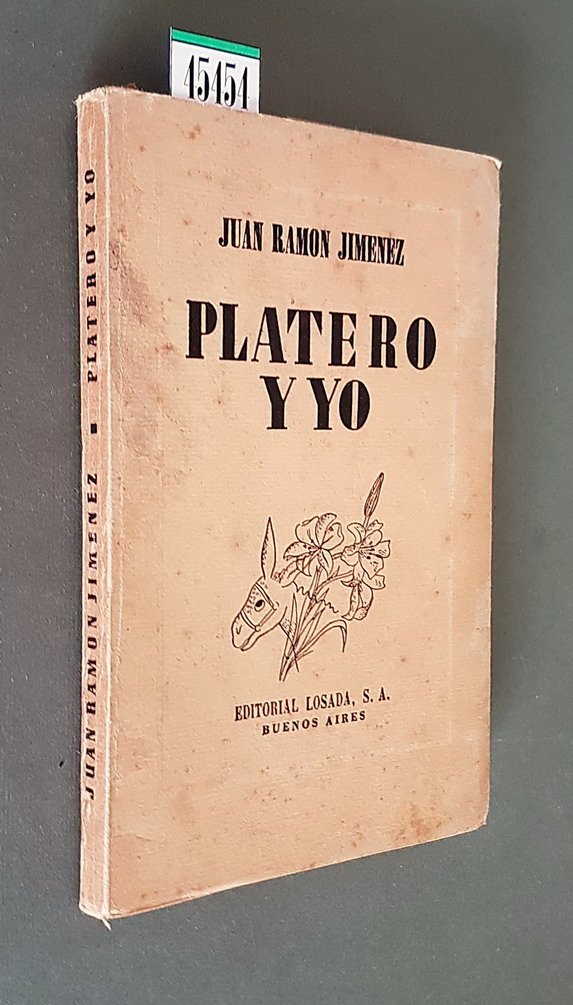 45454
JUAN RAMON JIMENEZ
PLATERO
Y YO
EDITORIAL LOSADA, S. A.
BUENOS AIRES
JUAN RAMON JIMENEZ ■ PLATERO Y YO